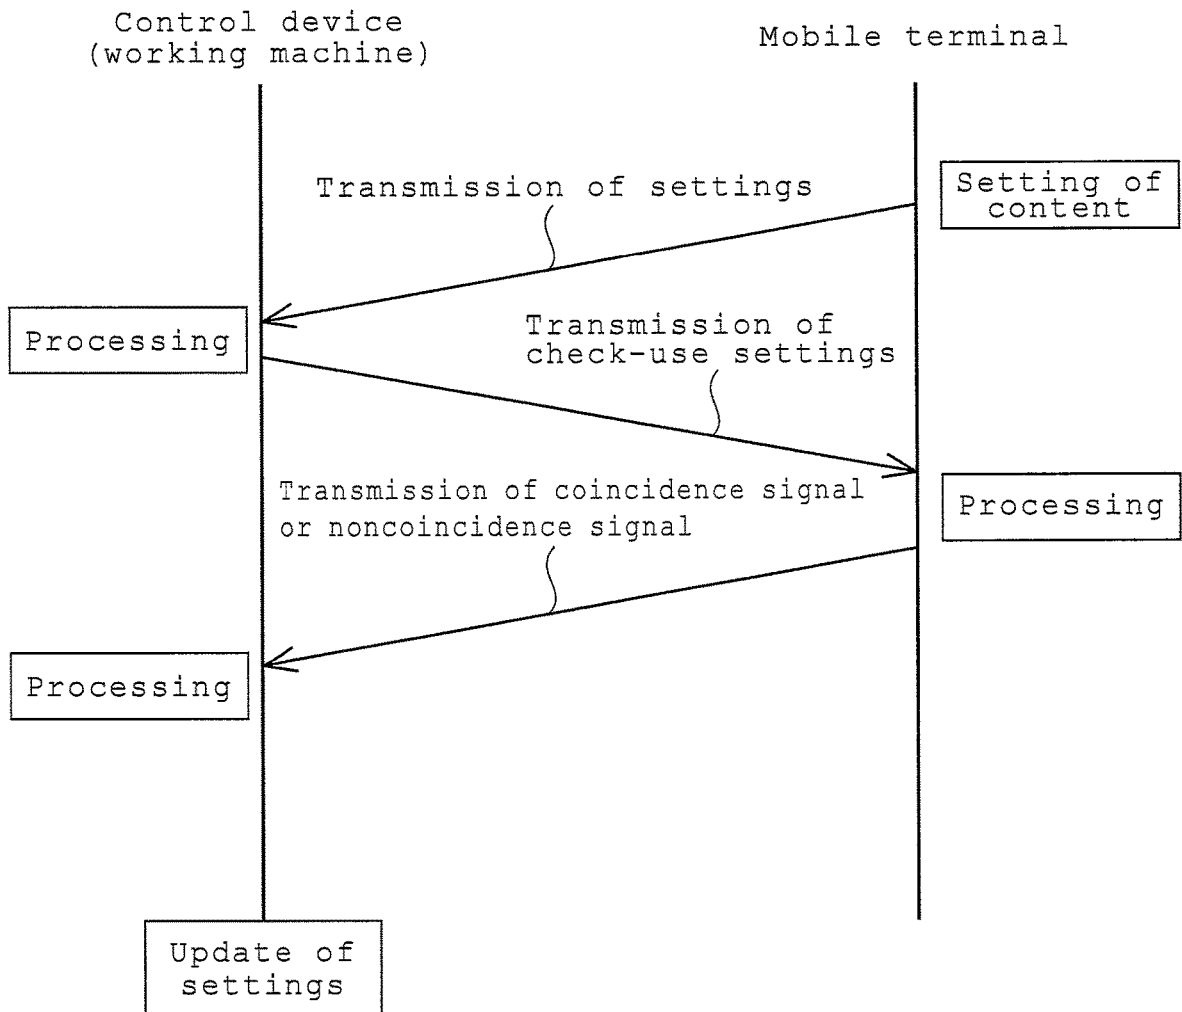 Control device
(working machine)
Mobile terminal
Setting of
content
Transmission of settings
Processing
Transmission of
check-use settings
Transmission of coincidence signal
or noncoincidence signal
Processing
Processing
Update of
settings